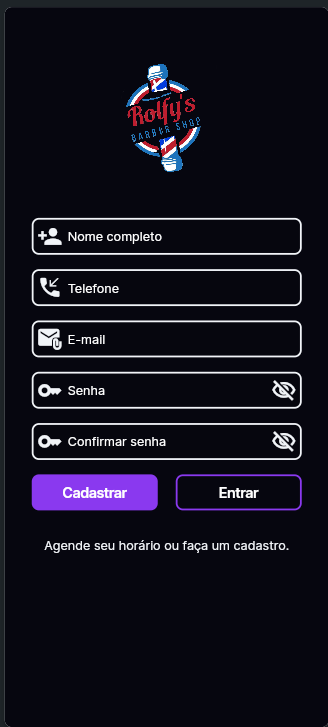 Rolfy's
BARBER SHOP
Nome completo
Telefone
E-mail
Senha
Confirmar senha
Cadastrar
Entrar
Agende seu horário ou faça um cadastro.